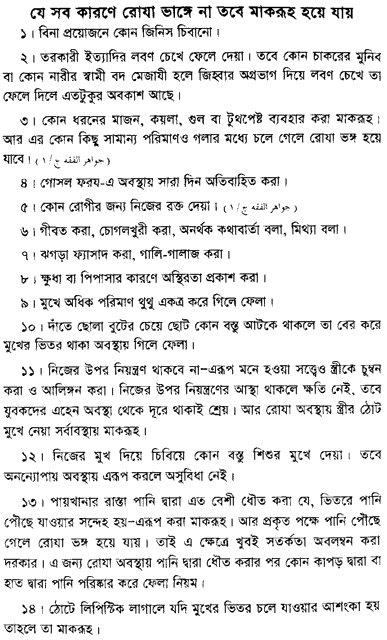 যে সব কারণে রোযা ভাঙ্গে না তবে মাকরূহ হয়ে যায়
১। বিনা প্রয়োজনে কোন জিনিস চিবানো।
২। তরকারী ইত্যাদির লবণ চেখে ফেলে দেয়া। তবে কোন চাকরের মুনিব
বা কোন নারীর স্বামী বদ মেজাযী হলে জিহ্বার অগ্রভাগ দিয়ে লবণ চেখে তা
ফেলে দিলে এতটুকুর অবকাশ আছে।
৩। কোন ধরনের মাজন, কয়লা, গুল বা টুথপেষ্ট ব্যবহার করা মাকরূহ।
আর এর কোন কিছু সামান্য পরিমাণও গলার মধ্যে চলে গেলে রোযা ভঙ্গ হয়ে
যাবে। (جواهر الفقه ج/١)
৪। গোসল ফরয-এ অবস্থায় সারা দিন অতিবাহিত করা।
৫। কোন রোগীর জন্য নিজের রক্ত দেয়া। (جواهر الفقه ج/١)
৬। গীবত করা, চোগলখুরী করা, অনর্থক কথাবার্তা বলা, মিথ্যা বলা।
৭। ঝগড়া ফ্যাসাদ করা, গালি-গালাজ করা।
৮। ক্ষুধা বা পিপাসার কারণে অস্থিরতা প্রকাশ করা।
৯। মুখে অধিক পরিমাণ থুথু একত্র করে গিলে ফেলা।
১০। দাঁতে ছোলা বুটের চেয়ে ছোট কোন বস্তু আটকে থাকলে তা বের করে
মুখের ভিতর থাকা অবস্থায় গিলে ফেলা।
১১। নিজের উপর নিয়ন্ত্রণ থাকবে না–এরূপ মনে হওয়া সত্ত্বেও স্ত্রীকে চুম্বন
করা ও আলিঙ্গন করা। নিজের উপর নিয়ন্ত্রণের আস্থা থাকলে ক্ষতি নেই, তবে
যুবকদের এহেন অবস্থা থেকে দূরে থাকাই শ্রেয়। আর রোযা অবস্থায় স্ত্রীর ঠোট
মুখে নেয়া সর্বাবস্থায় মাকরূহ।
১২। নিজের মুখ দিয়ে চিবিয়ে কোন বস্তু শিশুর মুখে দেয়া। তবে
অনন্যোপায় অবস্থায় এরূপ করলে অসুবিধা নেই।
১৩। পায়খানার রাস্তা পানি দ্বারা এত বেশী ধৌত করা যে, ভিতরে পানি
পৌঁছে যাওয়ার সন্দেহ হয়–এরূপ করা মাকরূহ। আর প্রকৃত পক্ষে পানি পৌঁছে
গেলে রোযা ভঙ্গ হয়ে যায়। তাই এ ক্ষেত্রে খুবই সতর্কতা অবলম্বন করা
দরকার। এ জন্য রোযা অবস্থায় পানি দ্বারা ধৌত করার পর কোন কাপড় দ্বারা বা
হাত দ্বারা পানি পরিষ্কার করে ফেলা নিয়ম।
১৪। ঠোটে লিপিষ্টিক লাগালে যদি মুখের ভিতর চলে যাওয়ার আশংকা হয়
তাহলে তা মাকরূহ।